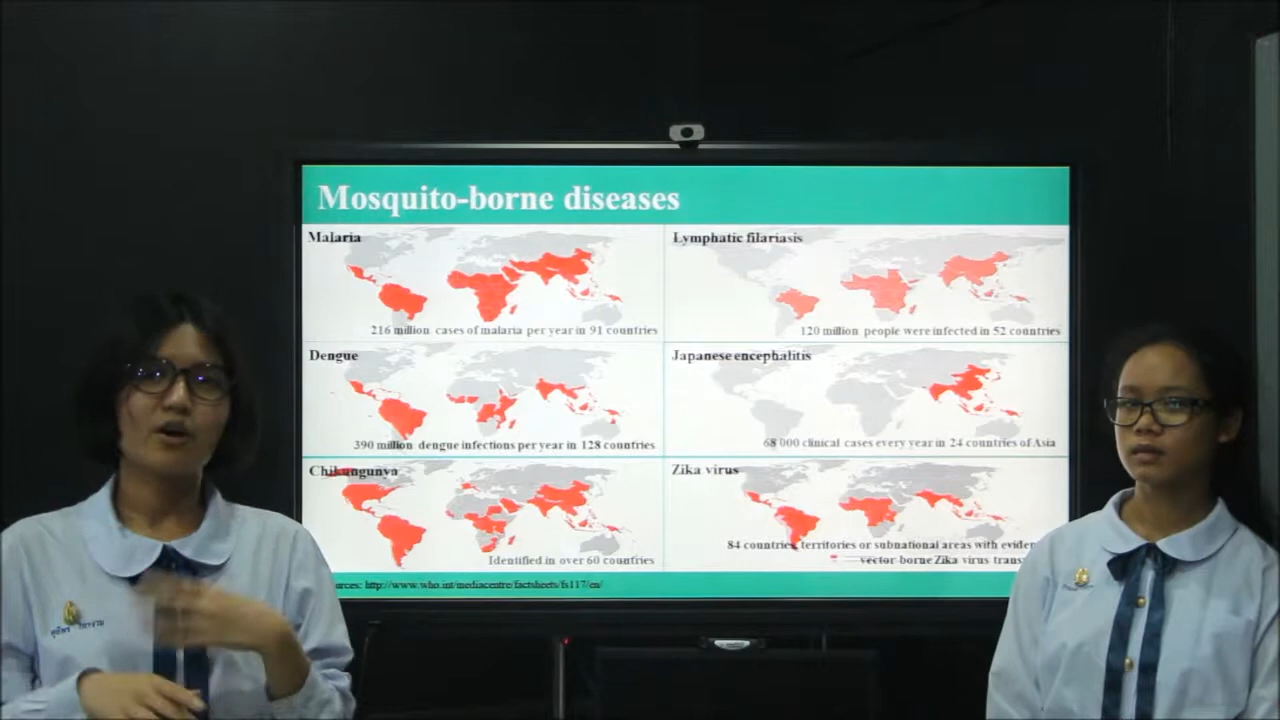 Mosquito-borne diseases
Malaria
216 million cases of malaria per year in 91 countries
Lymphatic filariasis
120 million people were infected in 52 countries
Dengue
390 million dengue infections per year in 128 countries
Japanese encephalitis
68 000 clinical cases every year in 24 countries of Asia
Chikungunya
Identified in over 60 countries
Zika virus
84 countries, territories or subnational areas with eviden
vector-borne Zika virus trans
urces: http://www.who.int/mediacentre/factsheets/fs117/en/